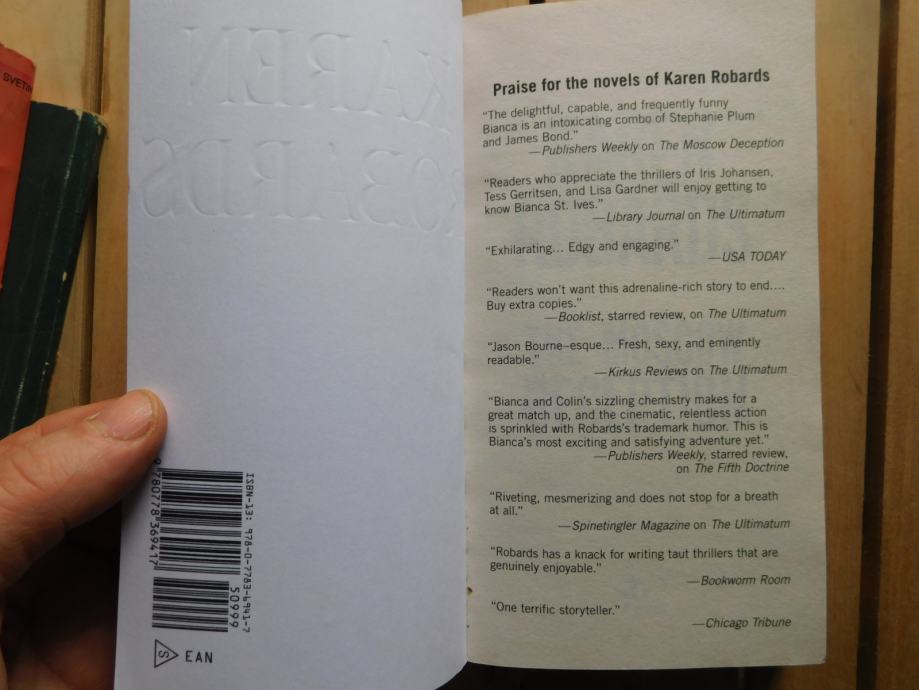 SVETI
KAREN
ROBARDS
ISBN-13: 978-0-7783-6941-7
9 780778 369417
50999
S
EAN
Praise for the novels of Karen Robards
“The delightful, capable, and frequently funny
Bianca is an intoxicating combo of Stephanie Plum
and James Bond.”
—Publishers Weekly on The Moscow Deception
“Readers who appreciate the thrillers of Iris Johansen,
Tess Gerritsen, and Lisa Gardner will enjoy getting to
know Bianca St. Ives.”
—Library Journal on The Ultimatum
“Exhilarating… Edgy and engaging.”
—USA TODAY
“Readers won’t want this adrenaline-rich story to end….
Buy extra copies.”
—Booklist, starred review, on The Ultimatum
“Jason Bourne–esque… Fresh, sexy, and eminently
readable.”
—Kirkus Reviews on The Ultimatum
“Bianca and Colin’s sizzling chemistry makes for a
great match up, and the cinematic, relentless action
is sprinkled with Robards’s trademark humor. This is
Bianca’s most exciting and satisfying adventure yet.”
—Publishers Weekly, starred review,
on The Fifth Doctrine
“Riveting, mesmerizing and does not stop for a breath
at all.”
—Spinetingler Magazine on The Ultimatum
“Robards has a knack for writing taut thrillers that are
genuinely enjoyable.”
—Bookworm Room
“One terrific storyteller.”
—Chicago Tribune